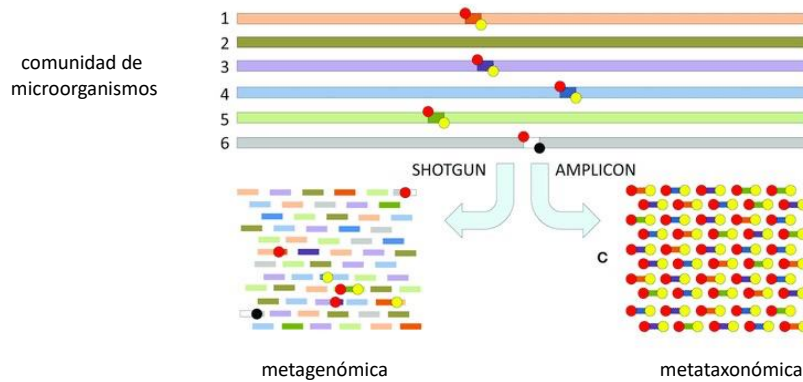 1
2
comunidad de
microorganismos
3
4
5
6
SHOTGUN
AMPLICON
C
metagenómica
metataxonómica